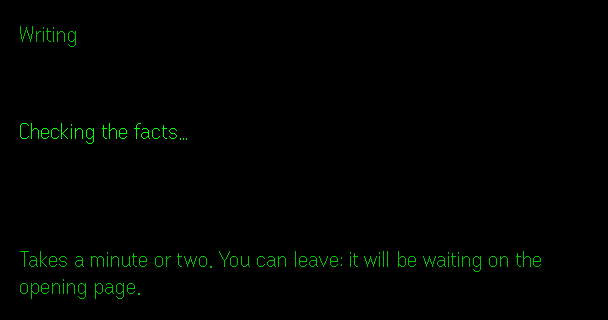 Writing
Checking the facts...
Takes a minute or two. You can leave: it will be waiting on the
opening page.